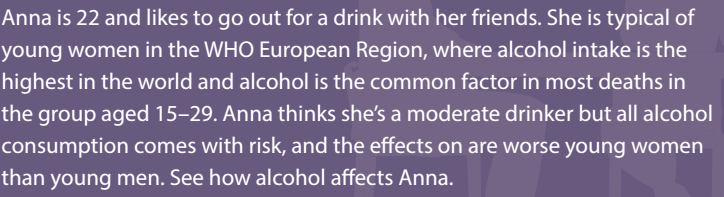 Anna is 22 and likes to go out for a drink with her friends. She is typical of
young women in the WHO European Region, where alcohol intake is the
highest in the world and alcohol is the common factor in most deaths in
the group aged 15–29. Anna thinks she's a moderate drinker but all alcohol
consumption comes with risk, and the effects on are worse young women
than young men. See how alcohol affects Anna.